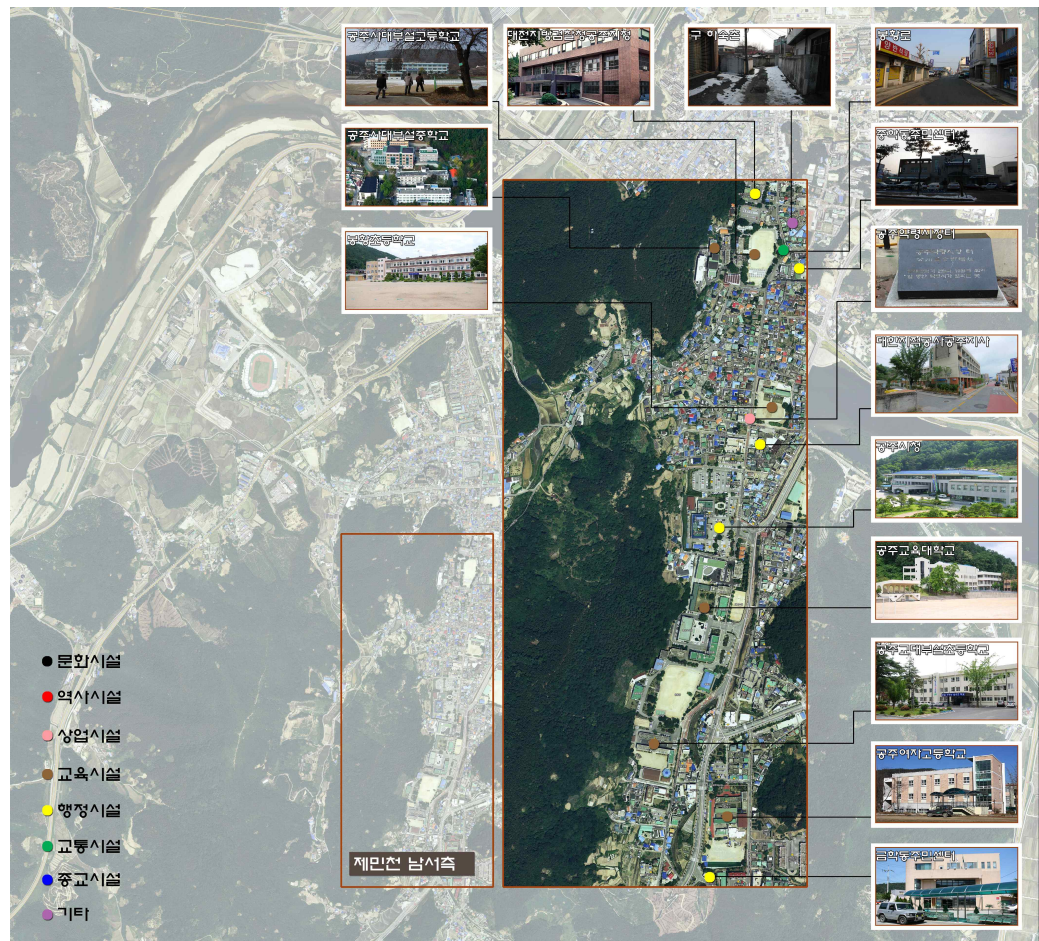 공주사대부설고등학교
대전지방검찰청공주지청
구 하숙촌
봉황로
공주사대부설중학교
중학동주민센터
봉황초등학교
공주약령시장터
대한지적공사공주지사
공주시청
공주교육대학교
공주교대부설초등학교
공주여자고등학교
금학동주민센터
문화시설
역사시설
상업시설
교육시설
행정시설
교통시설
종교시설
기타
제민천 남서측